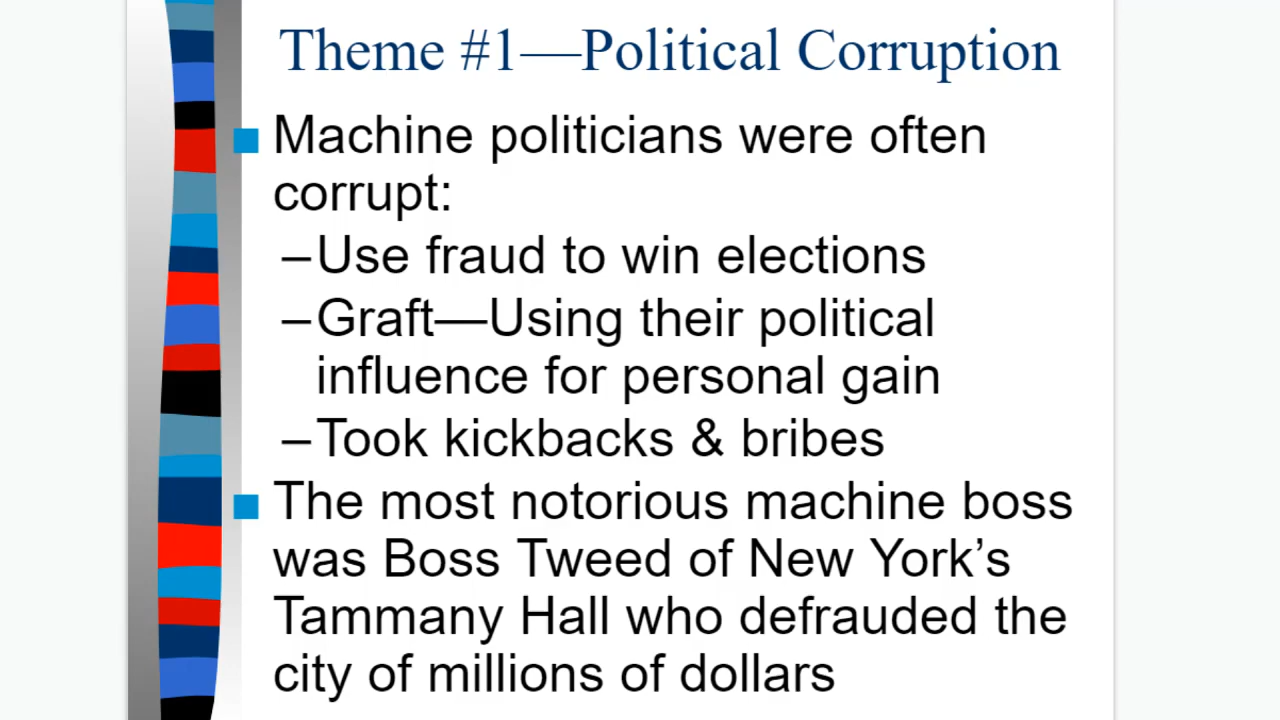 Theme #1—Political Corruption
Machine politicians were often
corrupt:
–Use fraud to win elections
–Graft—Using their political
influence for personal gain
–Took kickbacks & bribes
The most notorious machine boss
was Boss Tweed of New York’s
Tammany Hall who defrauded the
city of millions of dollars